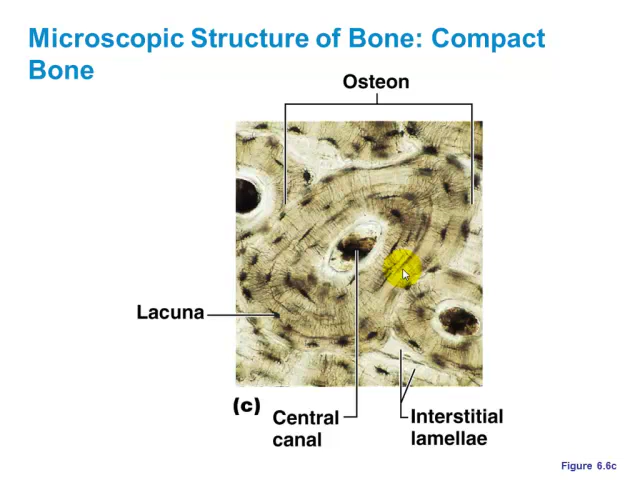 Microscopic Structure of Bone: Compact
Bone
Osteon
Lacuna
(c)
Central
canal
Interstitial
lamellae
Figure 6.6c